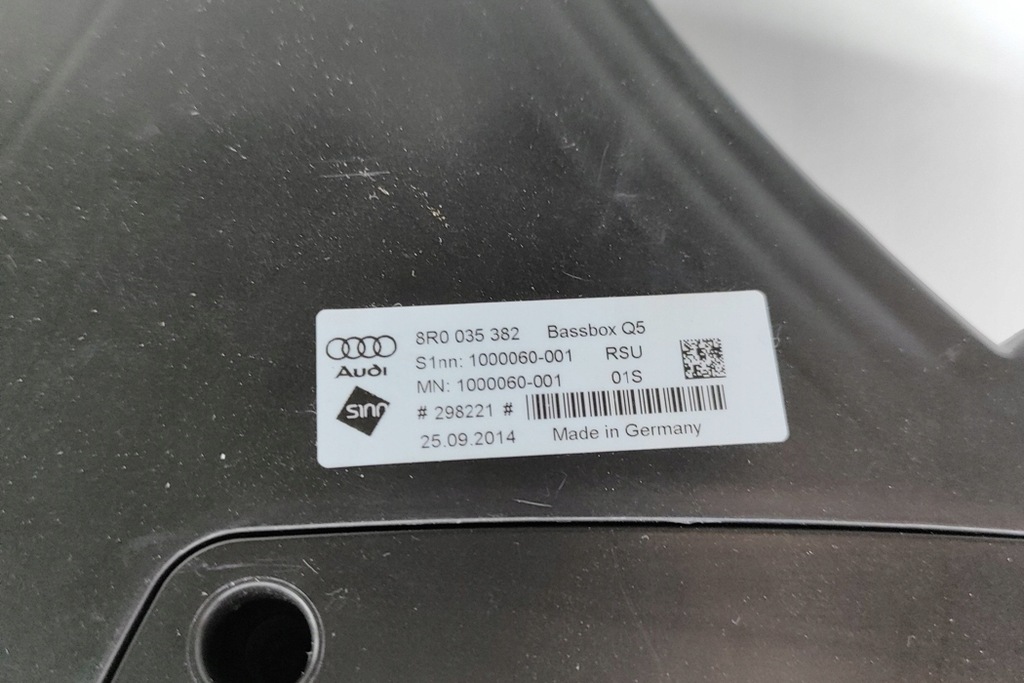 8R0 035 382 Bassbox Q5
S1nn: 1000060-001 RSU
MN: 1000060-001 01S
# 298221 #
25.09.2014 Made in Germany
Audi
s1nn